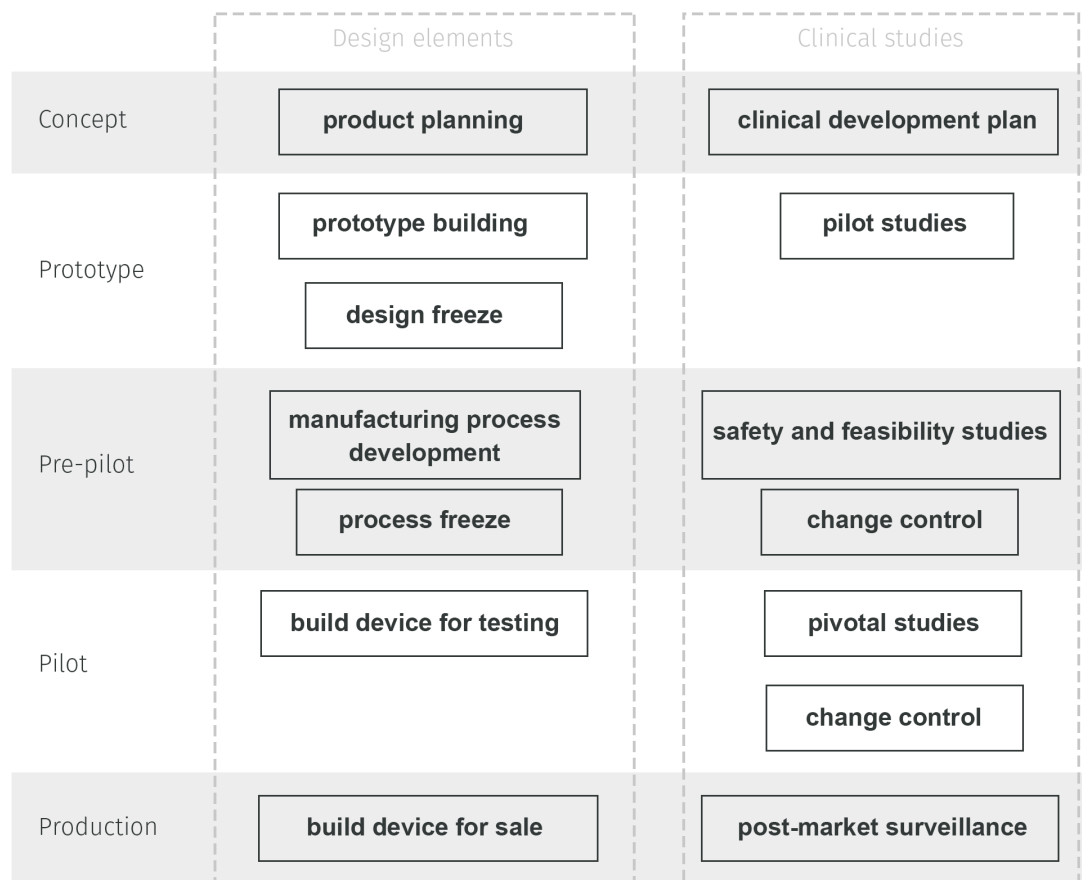 Design elements
Clinical studies
Concept
product planning
clinical development plan
Prototype
prototype building
pilot studies
design freeze
Pre-pilot
manufacturing process
development
safety and feasibility studies
process freeze
change control
Pilot
build device for testing
pivotal studies
change control
Production
build device for sale
post-market surveillance